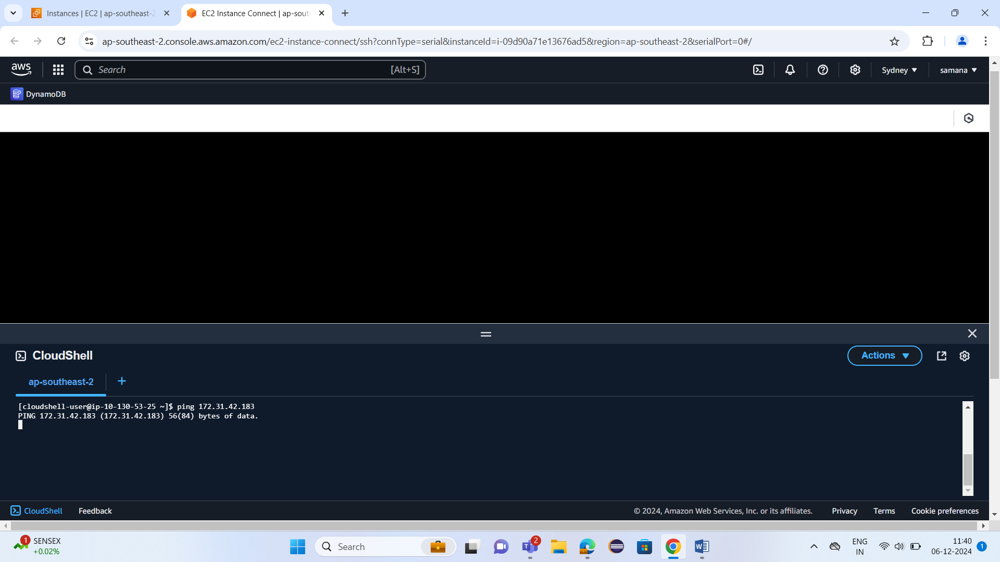 Instances | EC2 | ap-southeast-2
EC2 Instance Connect | ap-sout
ap-southeast-2.console.aws.amazon.com/ec2-instance-connect/ssh?connType=serial&instanceId=i-09d90a71e13676ad5&region=ap-southeast-2&serialPort=0#/
aws
Search
[Alt+S]
Sydney
samana
DynamoDB
CloudShell
Actions
ap-southeast-2
[cloudshell-user@ip-10-130-53-25 ~]$ ping 172.31.42.183
PING 172.31.42.183 (172.31.42.183) 56(84) bytes of data.
CloudShell
Feedback
© 2024, Amazon Web Services, Inc. or its affiliates.
Privacy
Terms
Cookie preferences
1
SENSEX
+0.02%
Search
2
ENG
IN
11:40
06-12-2024
1